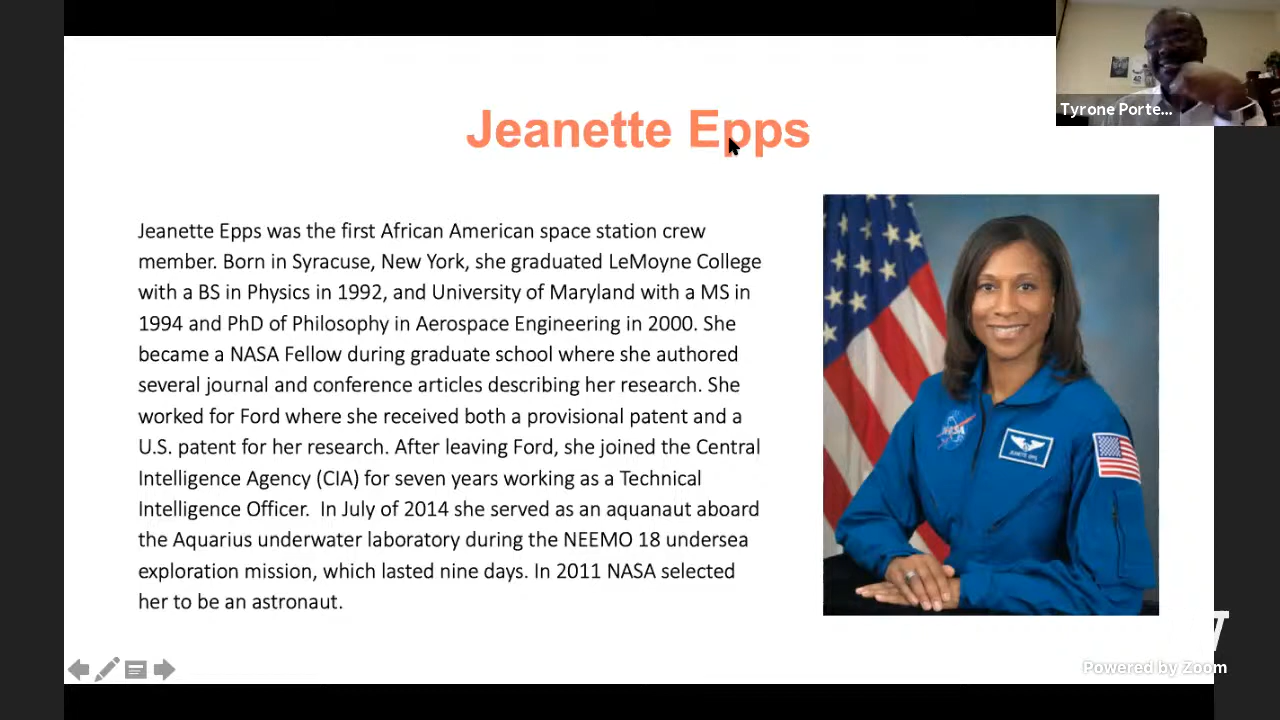 Tyrone Porte...
Jeanette Epps
Jeanette Epps was the first African American space station crew
member. Born in Syracuse, New York, she graduated LeMoyne College
with a BS in Physics in 1992, and University of Maryland with a MS in
1994 and PhD of Philosophy in Aerospace Engineering in 2000. She
became a NASA Fellow during graduate school where she authored
several journal and conference articles describing her research. She
worked for Ford where she received both a provisional patent and a
U.S. patent for her research. After leaving Ford, she joined the Central
Intelligence Agency (CIA) for seven years working as a Technical
Intelligence Officer.  In July of 2014 she served as an aquanaut aboard
the Aquarius underwater laboratory during the NEEMO 18 undersea
exploration mission, which lasted nine days. In 2011 NASA selected
her to be an astronaut.
NASA
Powered by Zoom